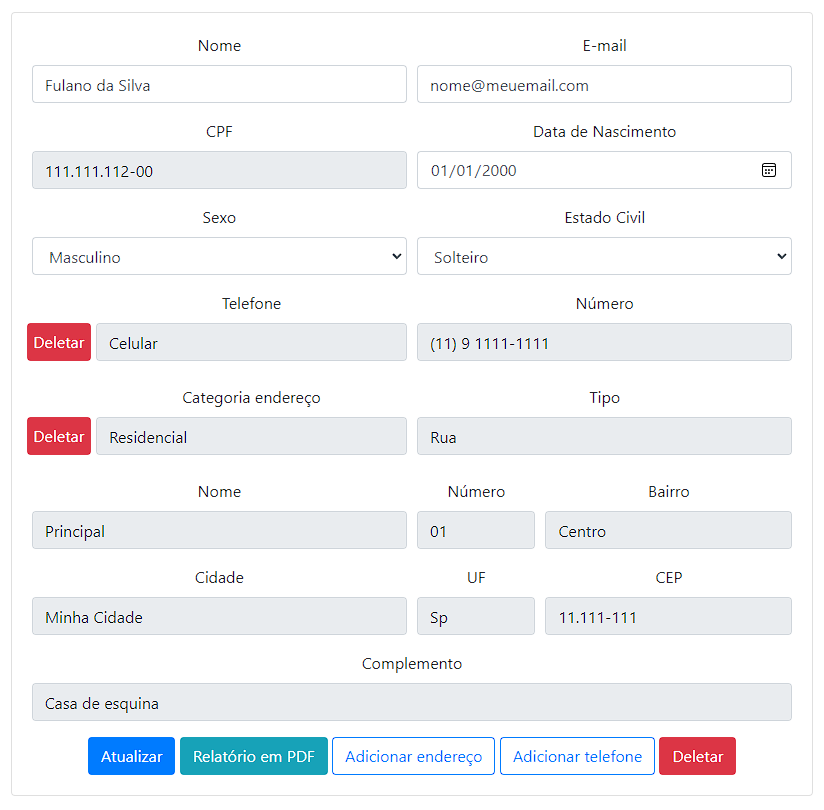 Nome E-mail
Fulano da Silva nome@meuemail.com
CPF Data de Nascimento
111.111.112-00 01/01/2000
Sexo Estado Civil
Masculino Solteiro
Telefone Número
Deletar Celular (11) 9 1111-1111
Categoria endereço Tipo
Deletar Residencial Rua
Nome Número Bairro
Principal 01 Centro
Cidade UF CEP
Minha Cidade Sp 11.111-111
Complemento
Casa de esquina
Atualizar Relatório em PDF Adicionar endereço Adicionar telefone Deletar